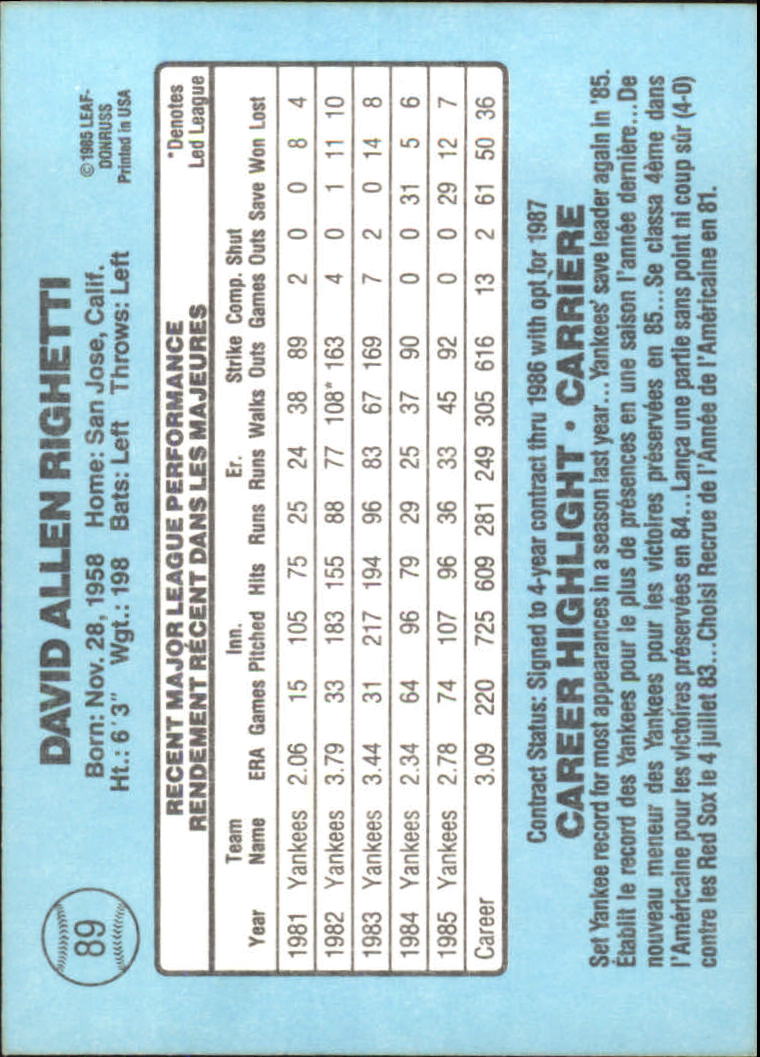 89
DAVID ALLEN RIGHETTI
Born: Nov. 28, 1958 Home: San Jose, Calif.
Ht.: 6'3" Wgt.: 198 Bats: Left Throws: Left
©1985 LEAF-
DONRUSS
Printed in USA
RECENT MAJOR LEAGUE PERFORMANCE
RENDEMENT RÉCENT DANS LES MAJEURES
*Denotes
Led League
Team Inn. Er. Strike Comp. Shut
Year Name ERA Games Pitched Hits Runs Runs Walks Outs Games Outs Save Won Lost
1981 Yankees 2.06 15 105 75 25 24 38 89 2 0 0 8 4
1982 Yankees 3.79 33 183 155 88 77 108* 163 4 0 1 11 10
1983 Yankees 3.44 31 217 194 96 83 67 169 7 2 0 14 8
1984 Yankees 2.34 64 96 79 29 25 37 90 0 0 31 5 6
1985 Yankees 2.78 74 107 96 36 33 45 92 0 0 29 12 7
Career 3.09 220 725 609 281 249 305 616 13 2 61 50 36
Contract Status: Signed to 4-year contract thru 1986 with opt for 1987
CAREER HIGHLIGHT • CARRIERE
Set Yankee record for most appearances in a season last year... Yankees' save leader again in '85.
Établit le record des Yankees pour le plus de présences en une saison l'année dernière...De
nouveau meneur des Yankees pour les victoires préservées en 85...Se classa 4ème dans
l'Américaine pour les victoires préservées en 84...Lança une partie sans point ni coup sûr (4-0)
contre les Red Sox le 4 juillet 83... Choisi Recrue de l'Année de l'Américaine en 81.